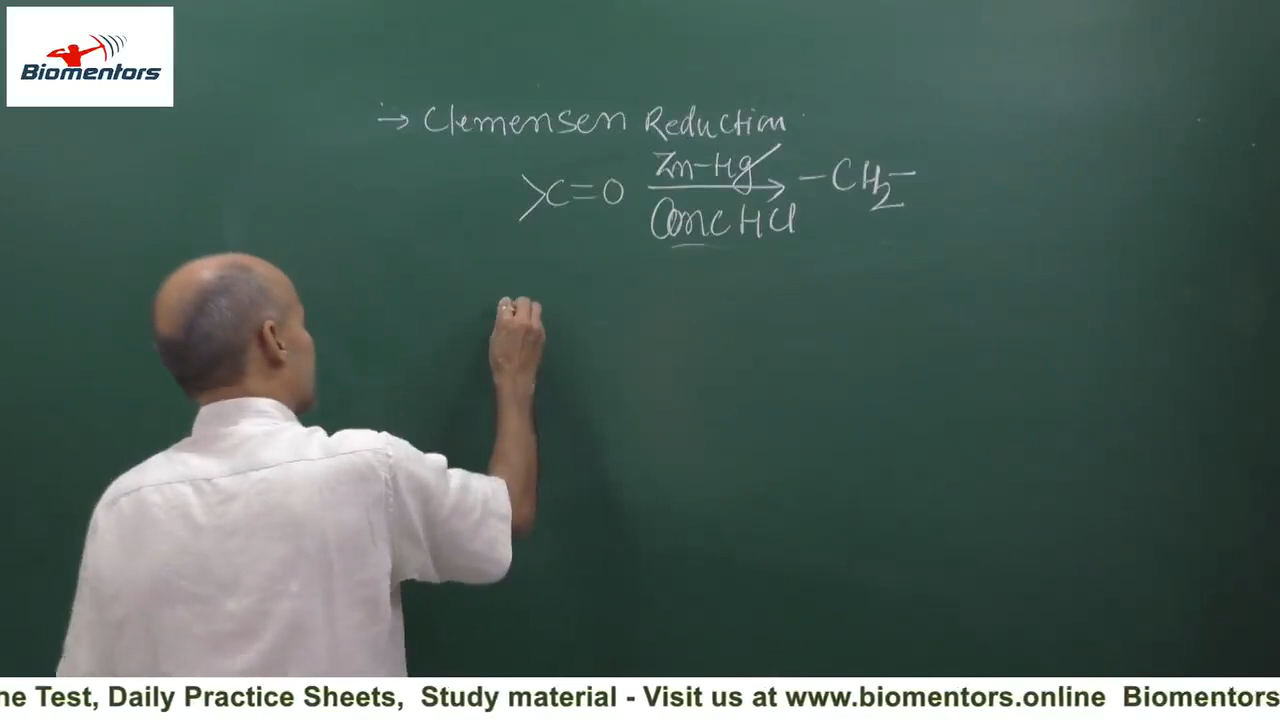 Biomentors
→ Clemensen Reduction
>C=O Zn-Hg → -CH2-
Conc HCl
ne Test, Daily Practice Sheets, Study material - Visit us at www.biomentors.online Biomentors